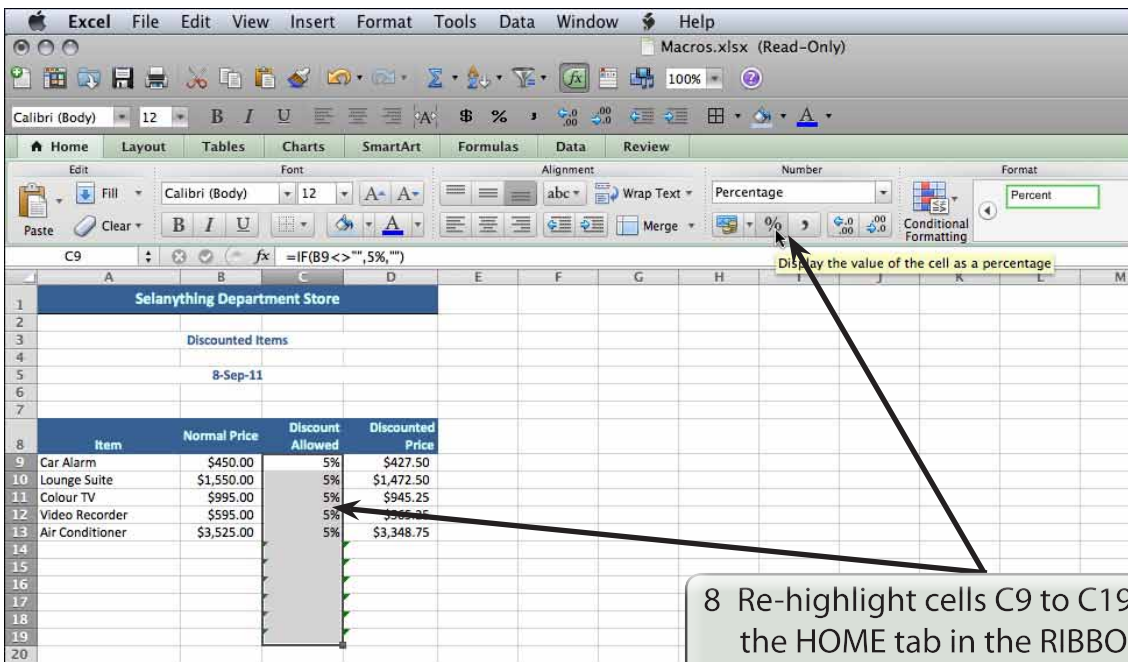 Excel File Edit View Insert Format Tools Data Window Help
Macros.xlsx (Read-Only)
100%
Calibri (Body) 12 B I U A $ % , A
Home Layout Tables Charts SmartArt Formulas Data Review
Edit Font Alignment Number Format
Fill Calibri (Body) 12 A A abc Wrap Text Percentage Percent
Paste Clear B I U A Merge % , Conditional
Formatting
C9 fx =IF(B9<>"",5%,"")
Display the value of the cell as a percentage
A B C D E F G H I J K L M
1 Selanything Department Store
2
3 Discounted Items
4
5 8-Sep-11
6
7
Discount Discounted
8 Item Normal Price Allowed Price
9 Car Alarm $450.00 5% $427.50
10 Lounge Suite $1,550.00 5% $1,472.50
11 Colour TV $995.00 5% $945.25
12 Video Recorder $595.00 5% $565.25
13 Air Conditioner $3,525.00 5% $3,348.75
14
15
16
17
18
19
20
8 Re-highlight cells C9 to C19
the HOME tab in the RIBBO